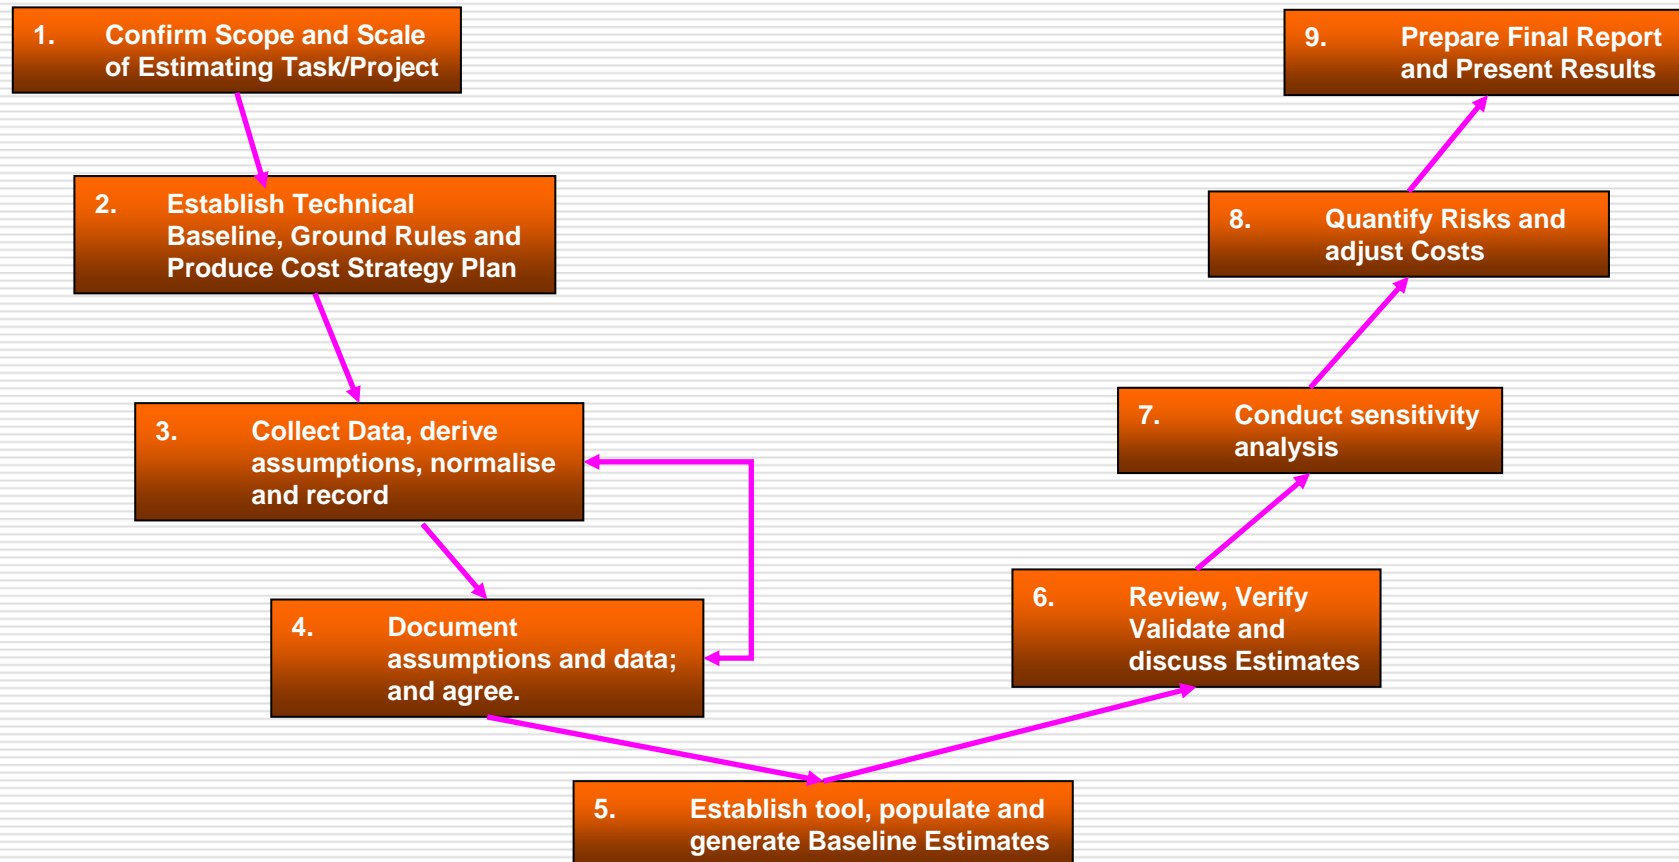 1. Confirm Scope and Scale
of Estimating Task/Project
2. Establish Technical
Baseline, Ground Rules and
Produce Cost Strategy Plan
3. Collect Data, derive
assumptions, normalise
and record
4. Document
assumptions and data;
and agree.
5. Establish tool, populate and
generate Baseline Estimates
6. Review, Verify
Validate and
discuss Estimates
7. Conduct sensitivity
analysis
8. Quantify Risks and
adjust Costs
9. Prepare Final Report
and Present Results